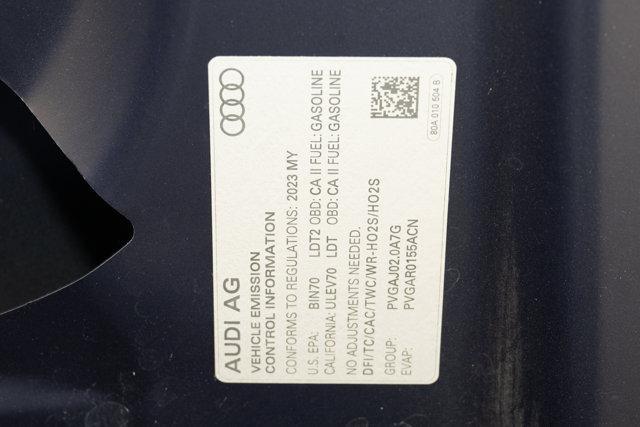 AUDI AG
VEHICLE EMISSION
CONTROL INFORMATION
CONFORMS TO REGULATIONS: 2023 MY
U.S. EPA: BIN70 LDT2 OBD: CA II FUEL: GASOLINE
CALIFORNIA: ULEV70 LDT OBD: CA II FUEL: GASOLINE
NO ADJUSTMENTS NEEDED.
DFI/TC/CAC/TWC/WR-HO2S/HO2S
GROUP: PVGAJ02.0A7G
EVAP: PVGAR0155ACN
80A 010 504 B